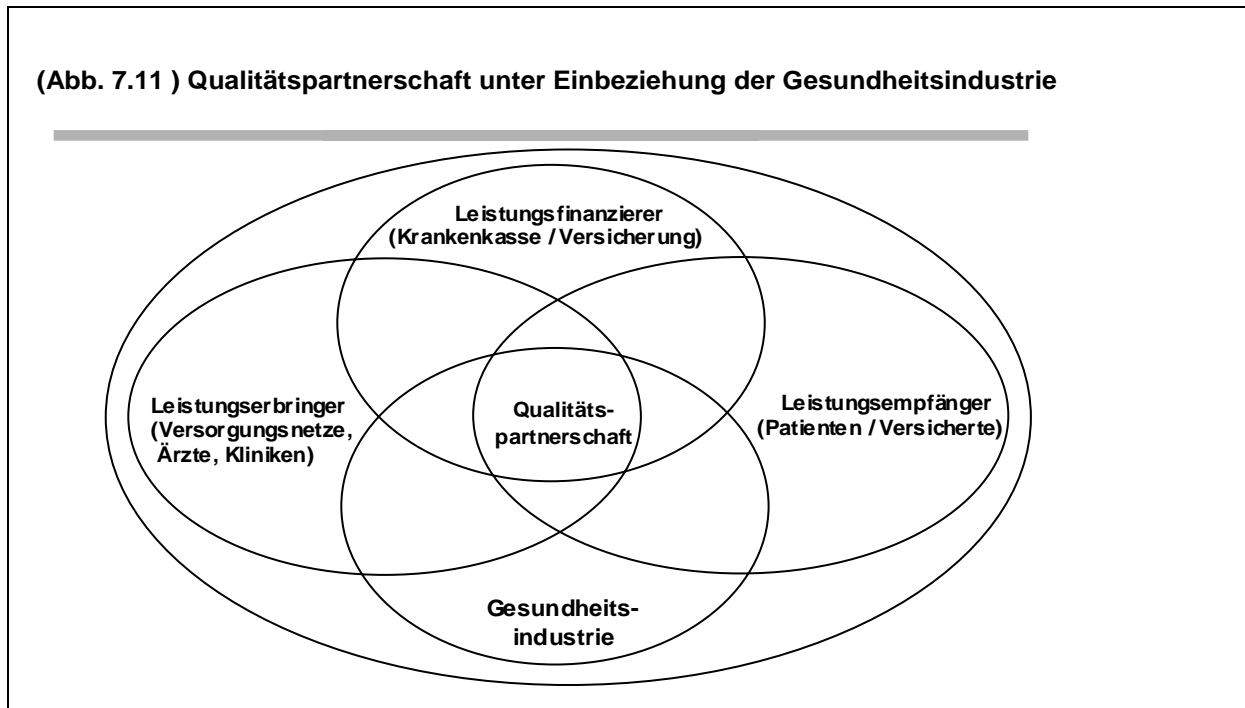 (Abb. 7.11 ) Qualitätspartnerschaft unter Einbeziehung der Gesundheitsindustrie
Leistungsfinanzierer
(Krankenkasse / Versicherung)
Leistungserbringer
(Versorgungsnetze,
Ärzte, Kliniken)
Qualitäts-
partnerschaft
Leistungsempfänger
(Patienten / Versicherte)
Gesundheits-
industrie